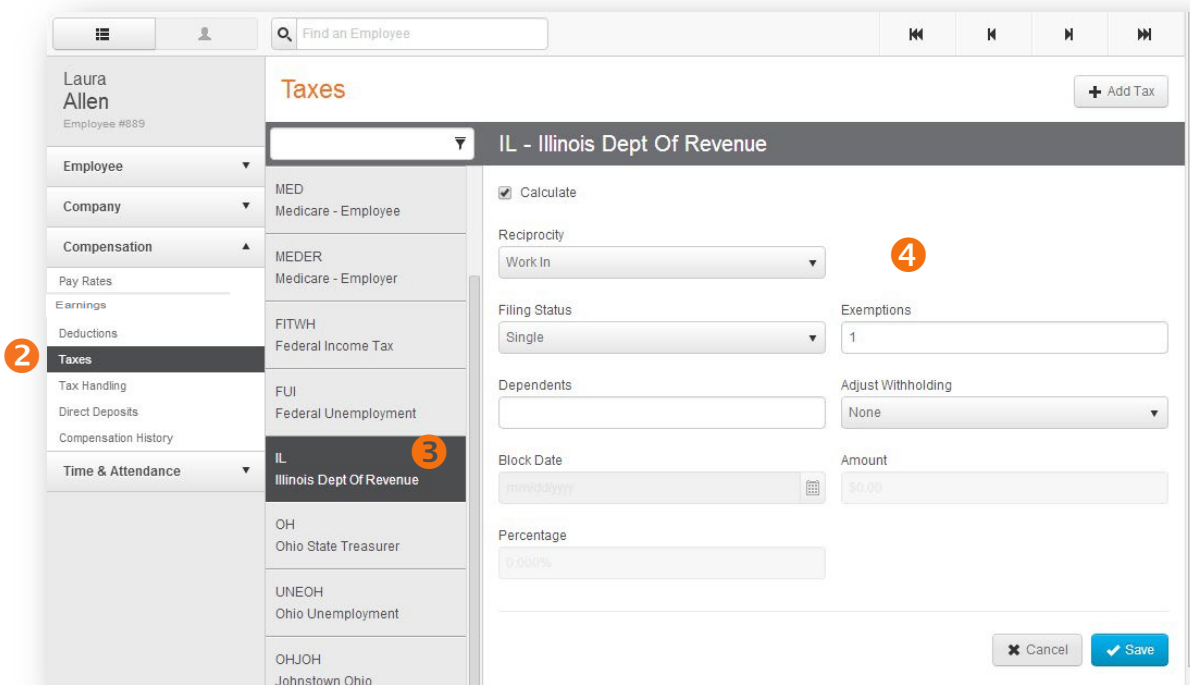 Find an Employee
Laura
Allen
Employee #889
Employee
Company
Compensation
Pay Rates
Earnings
Deductions
2
Taxes
Tax Handling
Direct Deposits
Compensation History
Time & Attendance
Taxes
Add Tax
MED
Medicare - Employee
MEDER
Medicare - Employer
FITWH
Federal Income Tax
FUI
Federal Unemployment
IL
Illinois Dept Of Revenue
3
OH
Ohio State Treasurer
UNEOH
Ohio Unemployment
OHJOH
Johnstown Ohio
IL - Illinois Dept Of Revenue
Calculate
Reciprocity
Work In
4
Filing Status
Single
Exemptions
1
Dependents
Adjust Withholding
None
Block Date
mm/dd/yyyy
Amount
$0.00
Percentage
0.000%
Cancel
Save